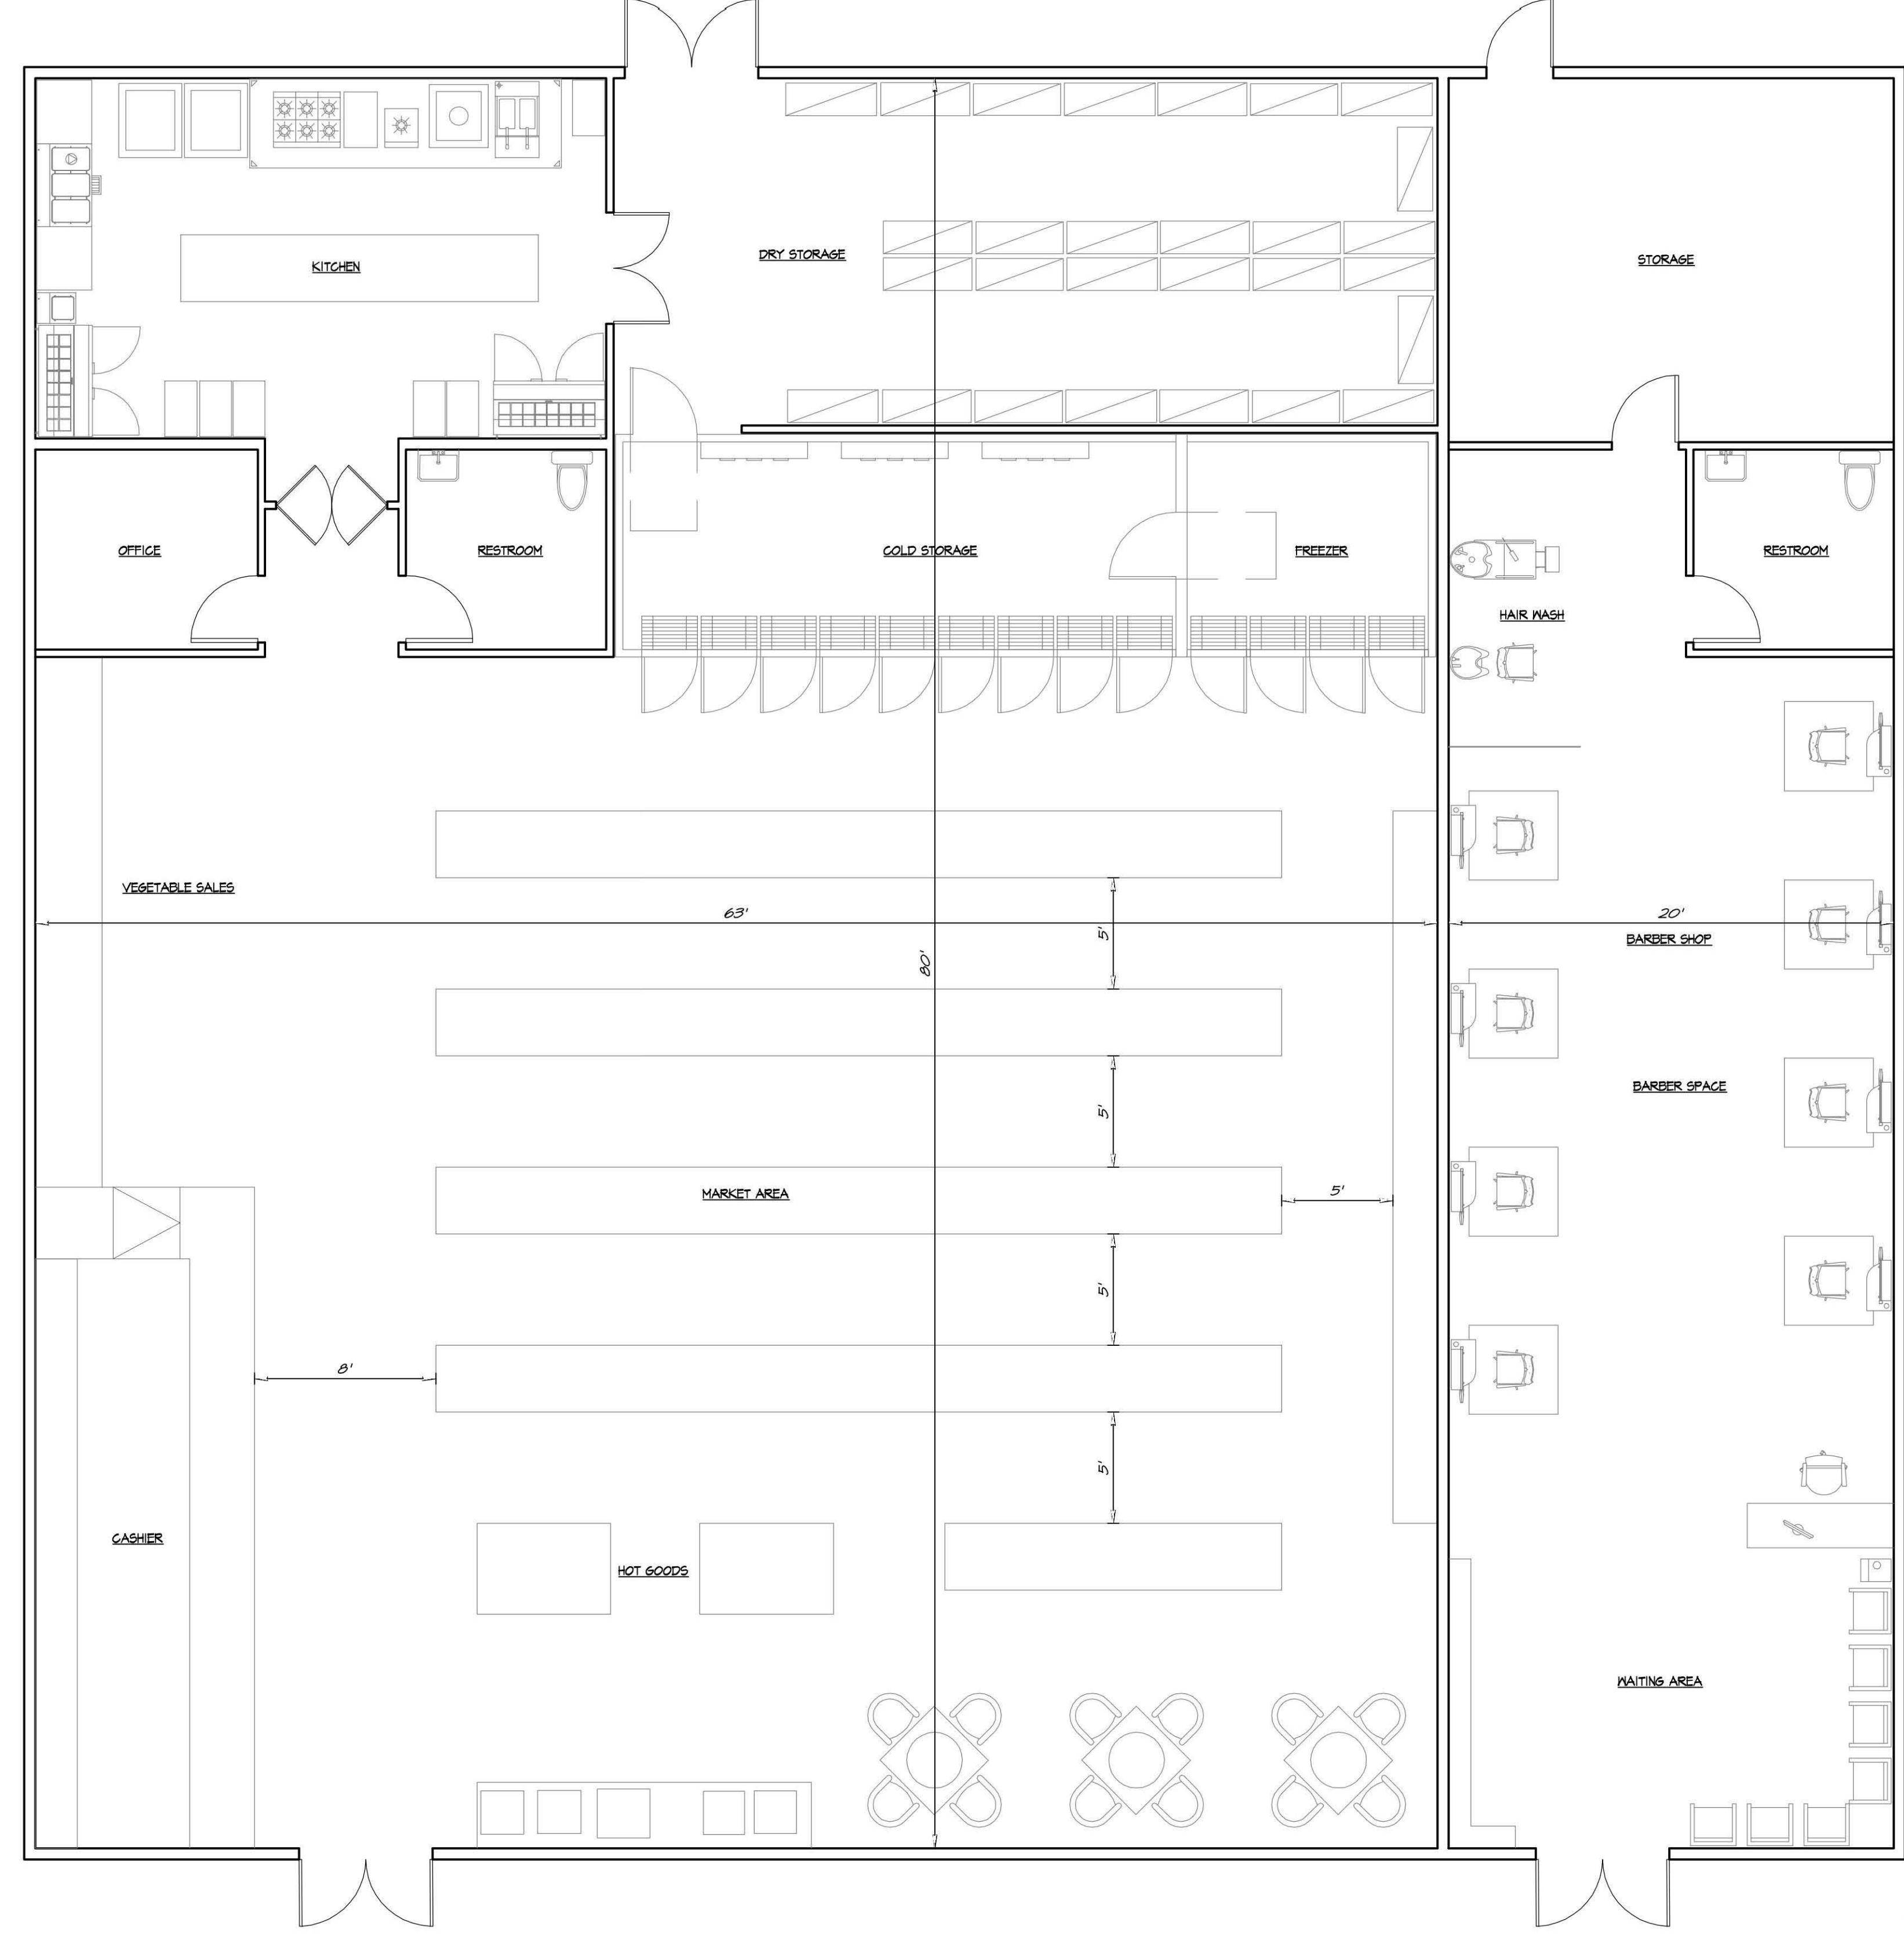 DRY STORAGE
STORAGE
KITCHEN
OFFICE
RESTROOM
COLD STORAGE
FREEZER
RESTROOM
HAIR WASH
VEGETABLE SALES
63'
20'
5'
BARBER SHOP
80'
BARBER SPACE
5'
MARKET AREA
5'
5'
8'
5'
CASHIER
HOT GOODS
WAITING AREA